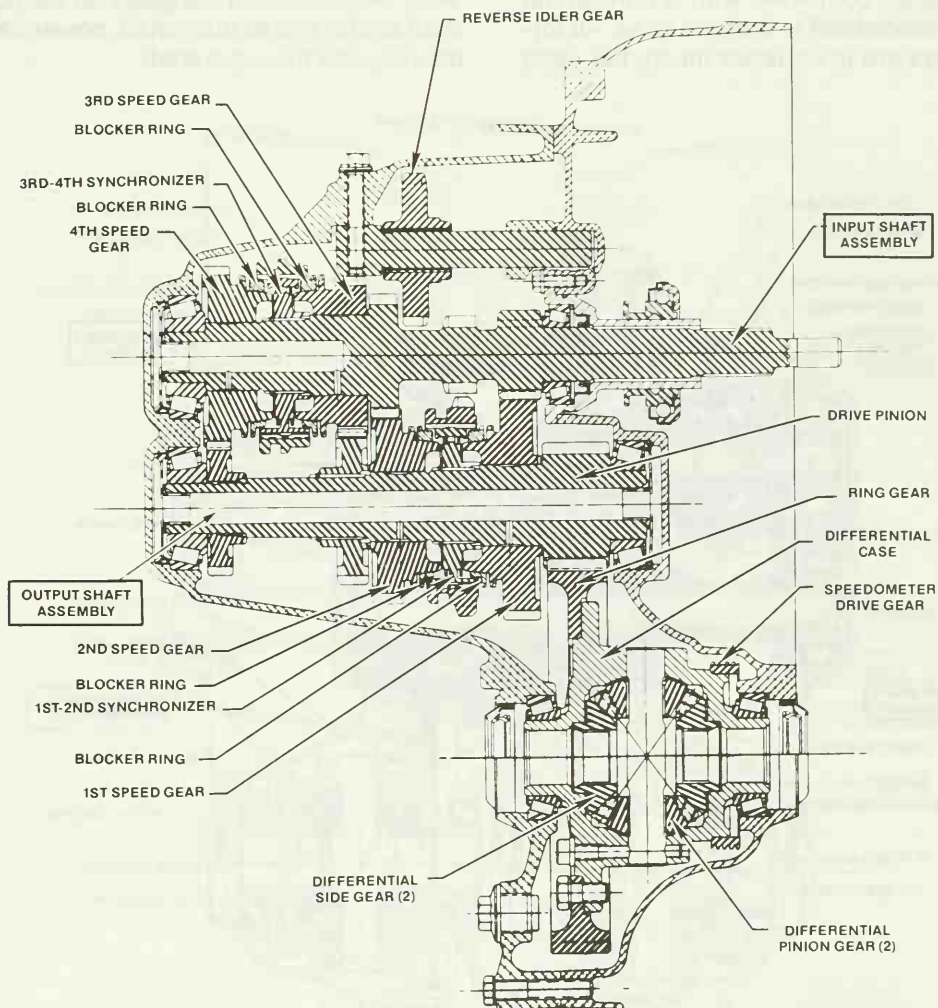 REVERSE IDLER GEAR
3RD SPEED GEAR
BLOCKER RING
3RD-4TH SYNCHRONIZER
BLOCKER RING
4TH SPEED
GEAR
INPUT SHAFT
ASSEMBLY
DRIVE PINION
RING GEAR
DIFFERENTIAL
CASE
SPEEDOMETER
DRIVE GEAR
OUTPUT SHAFT
ASSEMBLY
2ND SPEED GEAR
BLOCKER RING
1ST-2ND SYNCHRONIZER
BLOCKER RING
1ST SPEED GEAR
DIFFERENTIAL
SIDE GEAR (2)
DIFFERENTIAL
PINION GEAR (2)